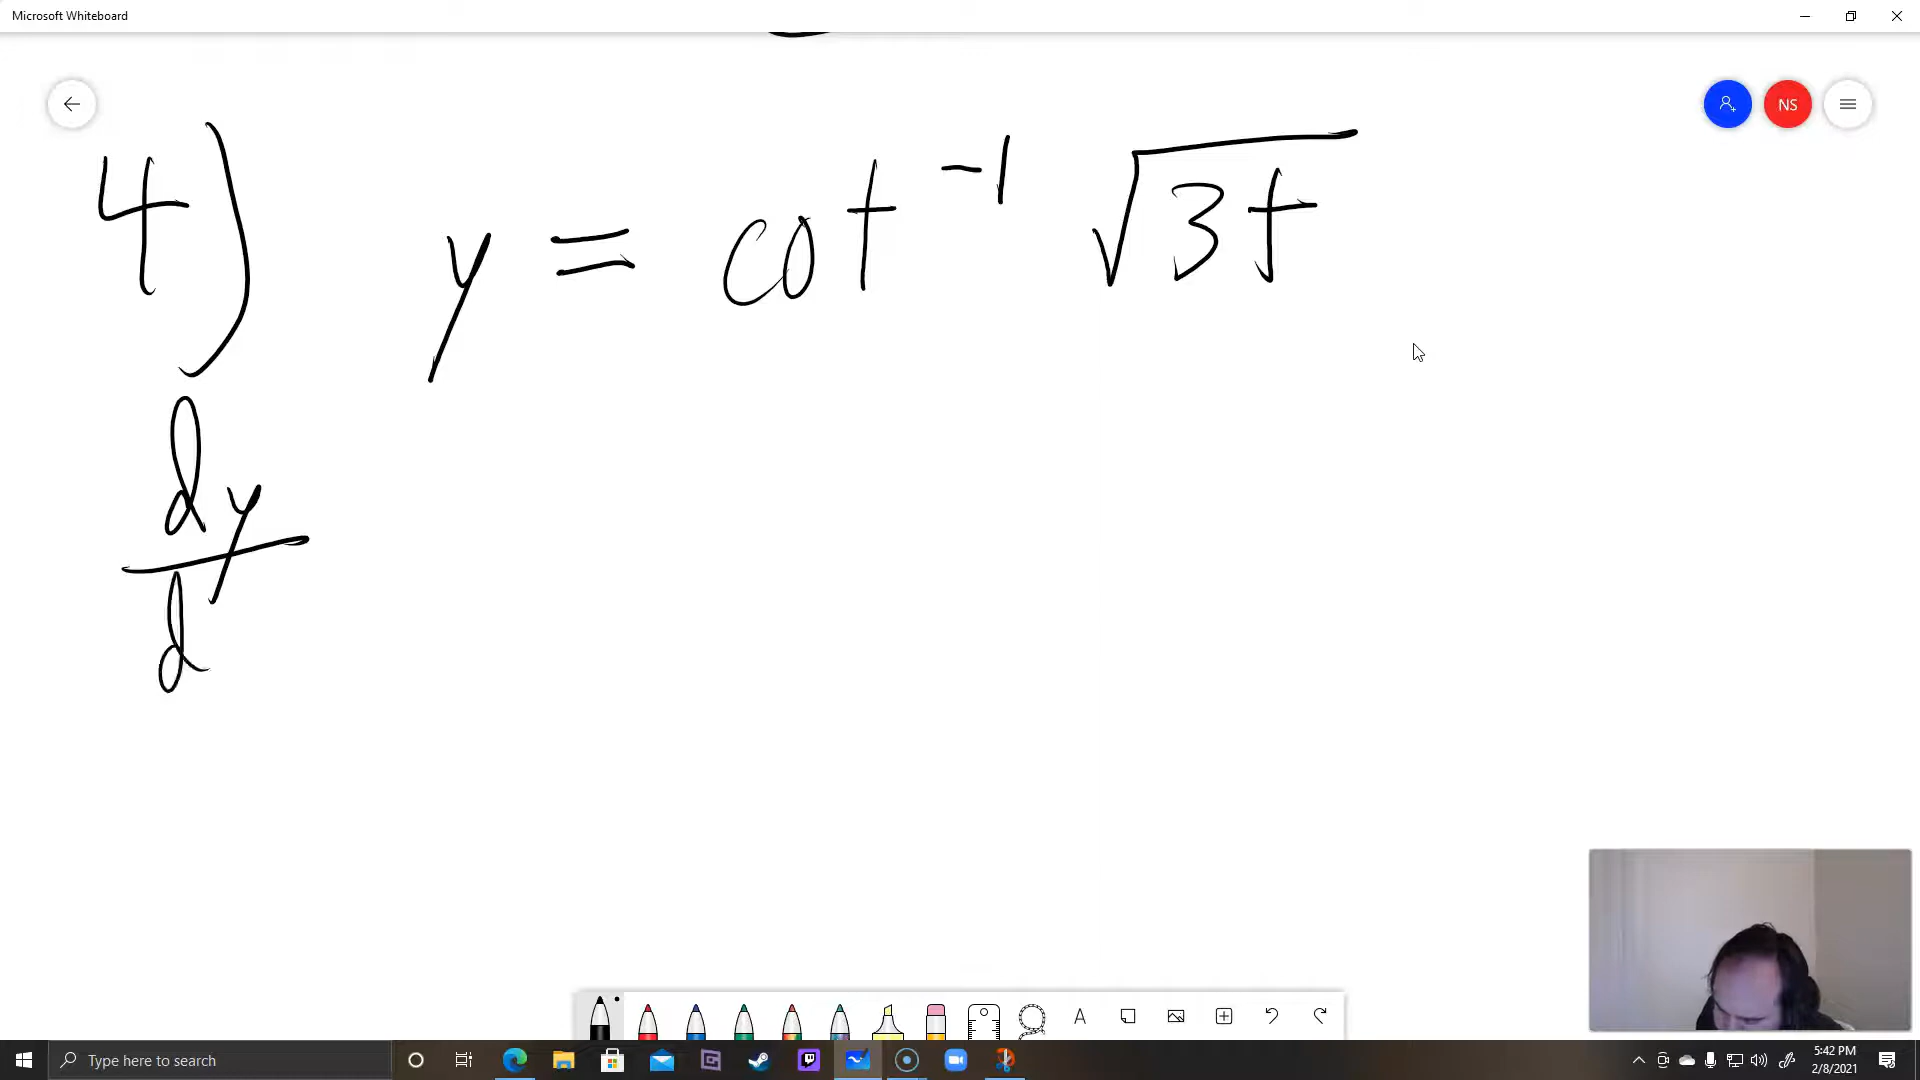 Microsoft Whiteboard
NS
4) y = cot⁻¹ √3t
dy
d
A
Type here to search
5:42 PM
2/8/2021